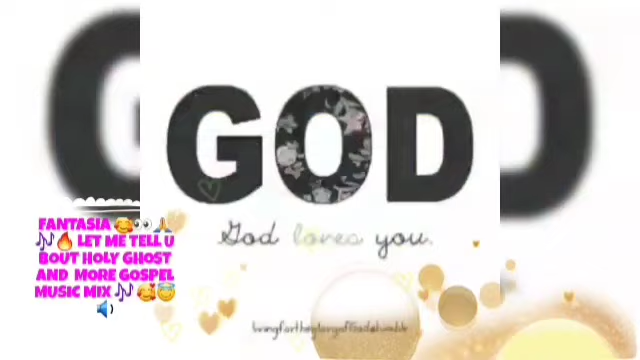 GOD
God loves you.
FANTASIA 🥰👀🙏
🎶🔥 LET ME TELL U
BOUT HOLY GHOST
AND MORE GOSPEL
MUSIC MIX 🎶 🥰😇
🔊